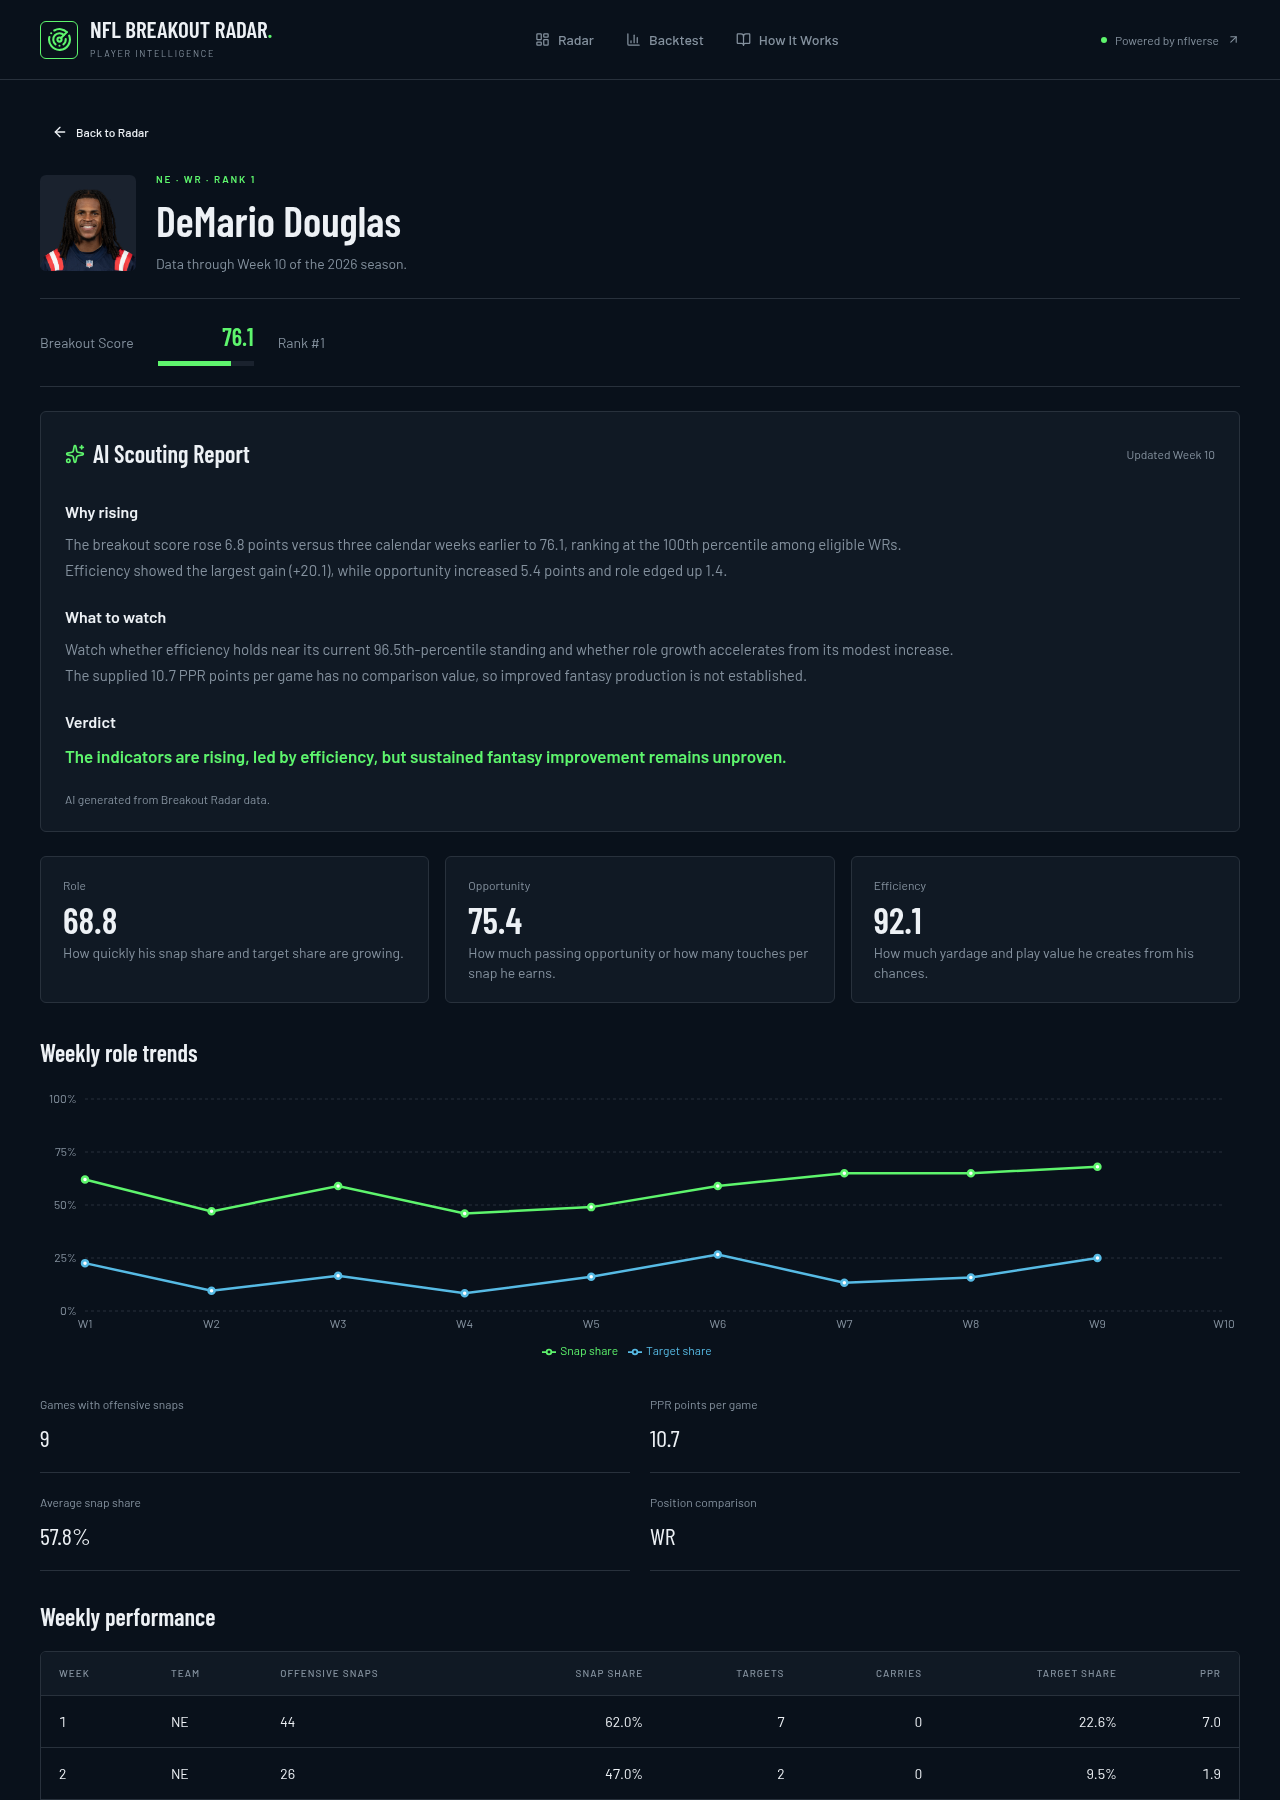 NFL BREAKOUT RADAR.
PLAYER INTELLIGENCE
Radar
Backtest
How It Works
Powered by nflverse
Back to Radar
NE · WR · RANK 1
DeMario Douglas
Data through Week 10 of the 2026 season.
Breakout Score
76.1
Rank #1
AI Scouting Report
Updated Week 10
Why rising
The breakout score rose 6.8 points versus three calendar weeks earlier to 76.1, ranking at the 100th percentile among eligible WRs.
Efficiency showed the largest gain (+20.1), while opportunity increased 5.4 points and role edged up 1.4.
What to watch
Watch whether efficiency holds near its current 96.5th-percentile standing and whether role growth accelerates from its modest increase.
The supplied 10.7 PPR points per game has no comparison value, so improved fantasy production is not established.
Verdict
The indicators are rising, led by efficiency, but sustained fantasy improvement remains unproven.
AI generated from Breakout Radar data.
Role
68.8
How quickly his snap share and target share are growing.
Opportunity
75.4
How much passing opportunity or how many touches per
snap he earns.
Efficiency
92.1
How much yardage and play value he creates from his
chances.
Weekly role trends
100%
75%
50%
25%
0%
W1 W2 W3 W4 W5 W6 W7 W8 W9 W10
Snap share Target share
Games with offensive snaps
9
PPR points per game
10.7
Average snap share
57.8%
Position comparison
WR
Weekly performance
WEEK TEAM OFFENSIVE SNAPS SNAP SHARE TARGETS CARRIES TARGET SHARE PPR
1 NE 44 62.0% 7 0 22.6% 7.0
2 NE 26 47.0% 2 0 9.5% 1.9